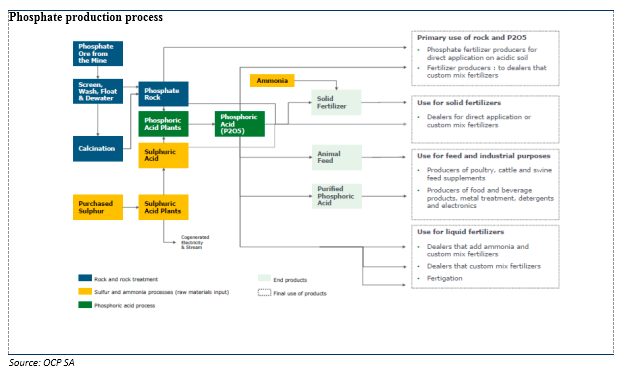 Phosphate production process
Phosphate
Ore from
the Mine
Screen,
Wash, Float
& Dewater
Calcination
Purchased
Sulphur
Phosphate
Rock
Phosphoric
Acid Plants
Sulphuric
Acid
Sulphuric
Acid Plants
Cogenerated
Electricity
& Stream
Phosphoric
Acid
(P2O5)
Ammonia
Solid
Fertilizer
Animal
Feed
Purified
Phosphoric
Acid
Primary use of rock and P2O5
• Phosphate fertilizer producers for
direct application on acidic soil
• Fertilizer producers : to dealers that
custom mix fertilizers
Use for solid fertilizers
• Dealers for direct application or
custom mix fertilizers
Use for feed and industrial purposes
• Producers of poultry, cattle and swine
feed supplements
• Producers of food and beverage
products, metal treatment, detergents
and electronics
Use for liquid fertilizers
• Dealers that add ammonia and
custom mix fertilizers
• Dealers that custom mix fertilizers
• Fertigation
Rock and rock treatment
Sulfur and ammonia processes (raw materials input)
Phosphoric acid process
End products
Final use of products
Source: OCP SA